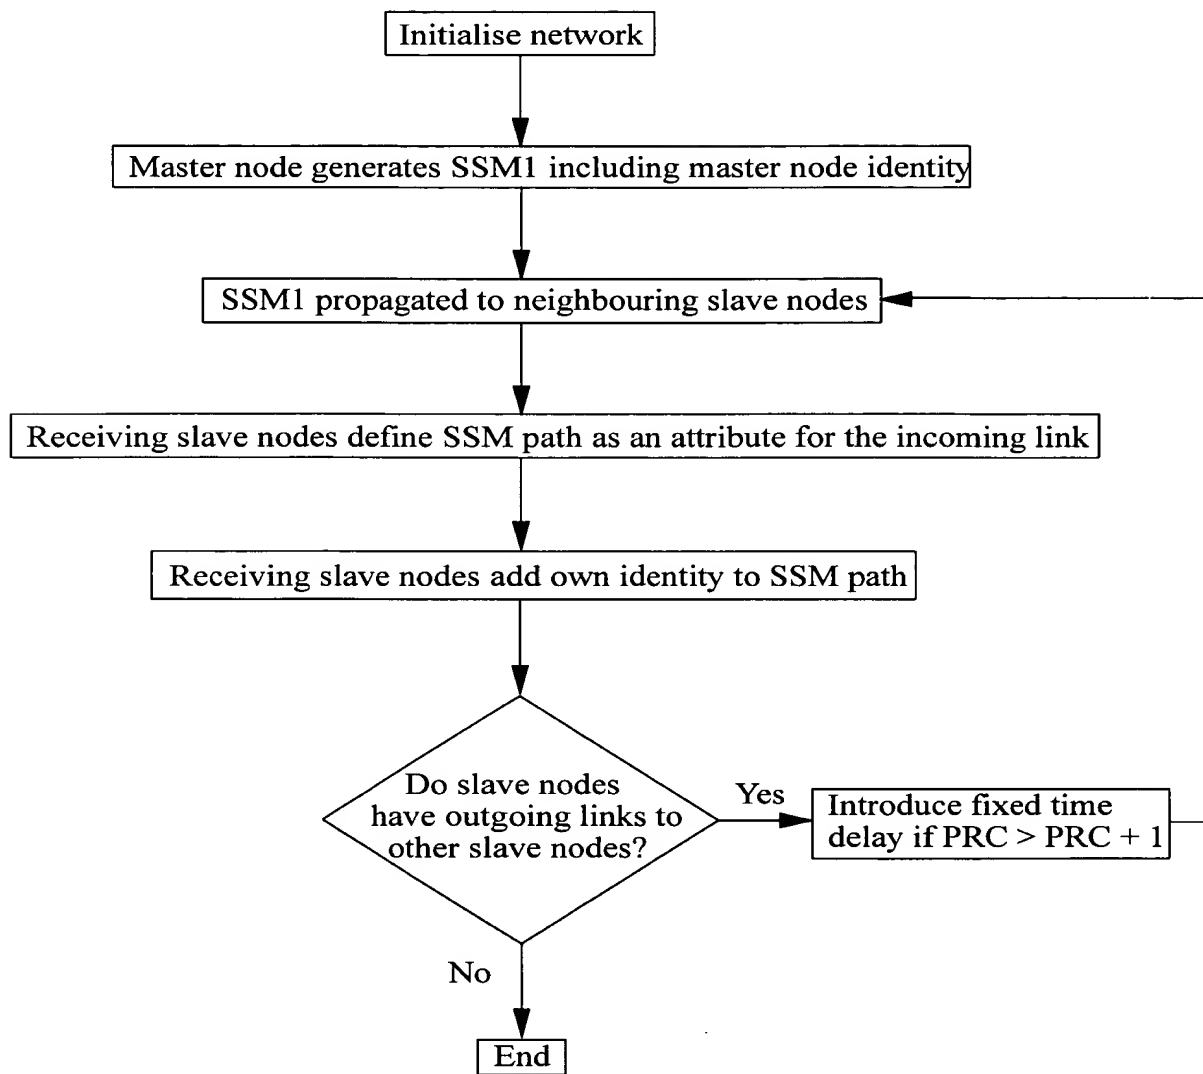 Initialise network
Master node generates SSM1 including master node identity
SSM1 propagated to neighbouring slave nodes
Receiving slave nodes define SSM path as an attribute for the incoming link
Receiving slave nodes add own identity to SSM path
Do slave nodes
have outgoing links to
other slave nodes?
Yes
Introduce fixed time
delay if PRC > PRC + 1
No
End